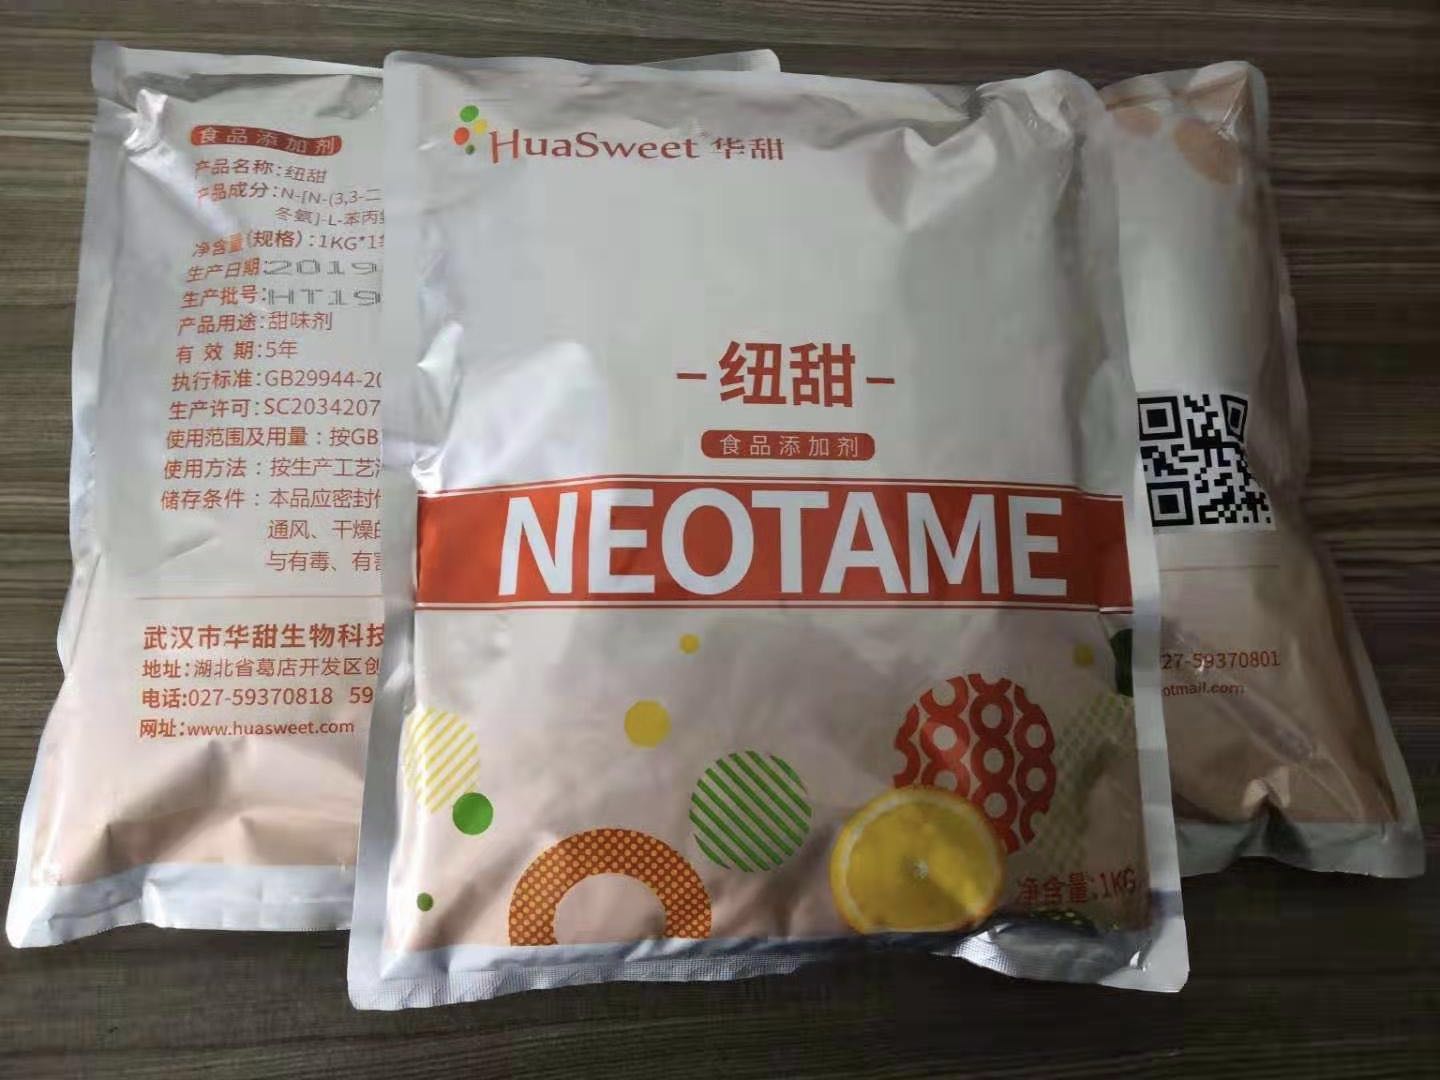 食品添加剂
产品名称:纽甜
产品成分:N-[N-(3,3-二
冬氨]-L-苯丙
净含量(规格):1KG*1
生产日期:2019
生产批号:HT19
产品用途:甜味剂
有 效 期:5年
执行标准:GB29944-20
生产许可:SC2034207
使用范围及用量:按GB
使用方法:按生产工艺
储存条件:本品应密封
通风、干燥
与有毒、有害
武汉市华甜生物科技
地址:湖北省葛店开发区创
电话:027-59370818 59
网址:www.huasweet.com
HuaSweet 华甜
-纽甜-
食品添加剂
NEOTAME
净含量:1KG
27-59370801
otmail.com